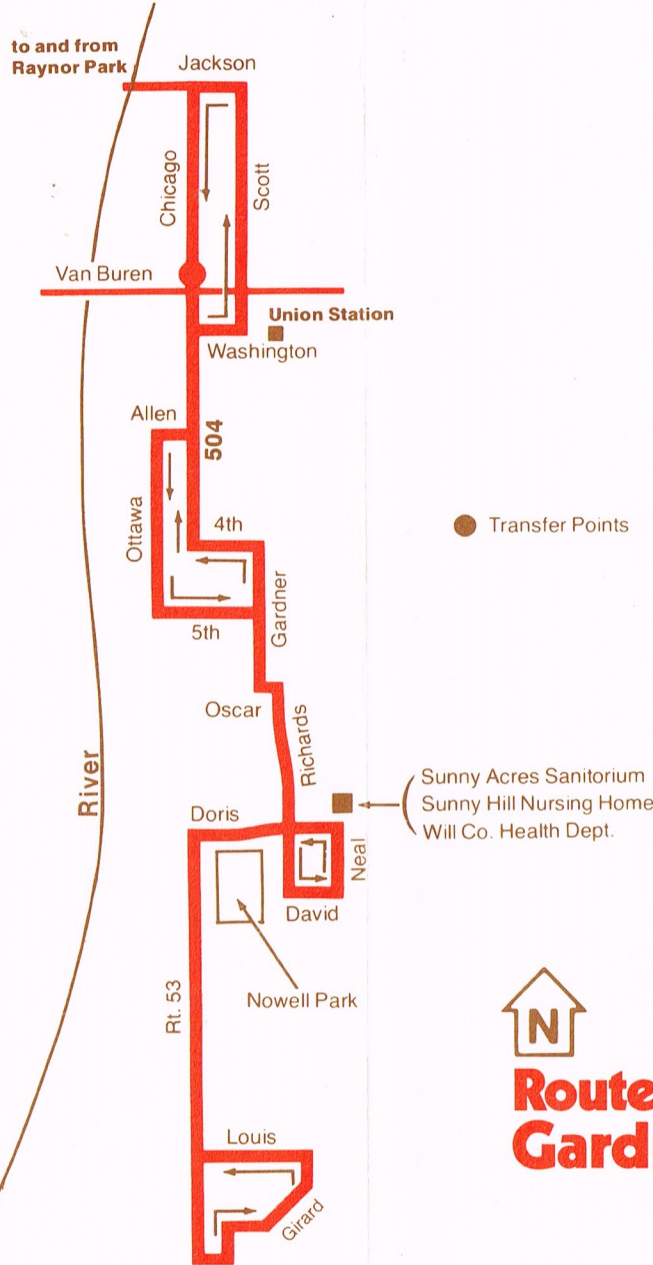 to and from
Raynor Park
Jackson
Chicago
Scott
Van Buren
Union Station
Washington
Allen
504
Ottawa
4th
Transfer Points
Gardner
5th
Oscar
Richards
River
Sunny Acres Sanitorium
Sunny Hill Nursing Home
Will Co. Health Dept.
Doris
Neal
David
Nowell Park
Rt. 53
N
Route
Gard
Louis
Girard